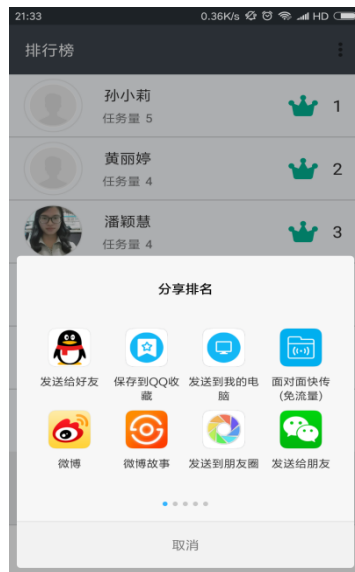 21:33
0.36K/s
HD
排行榜
孙小莉
任务量 5
1
黄丽婷
任务量 4
2
潘颖慧
任务量 4
3
分享排名
发送给好友
保存到QQ收
藏
发送到我的电
脑
面对面快传
(免流量)
微博
微博故事
发送到朋友圈
发送给朋友
取消